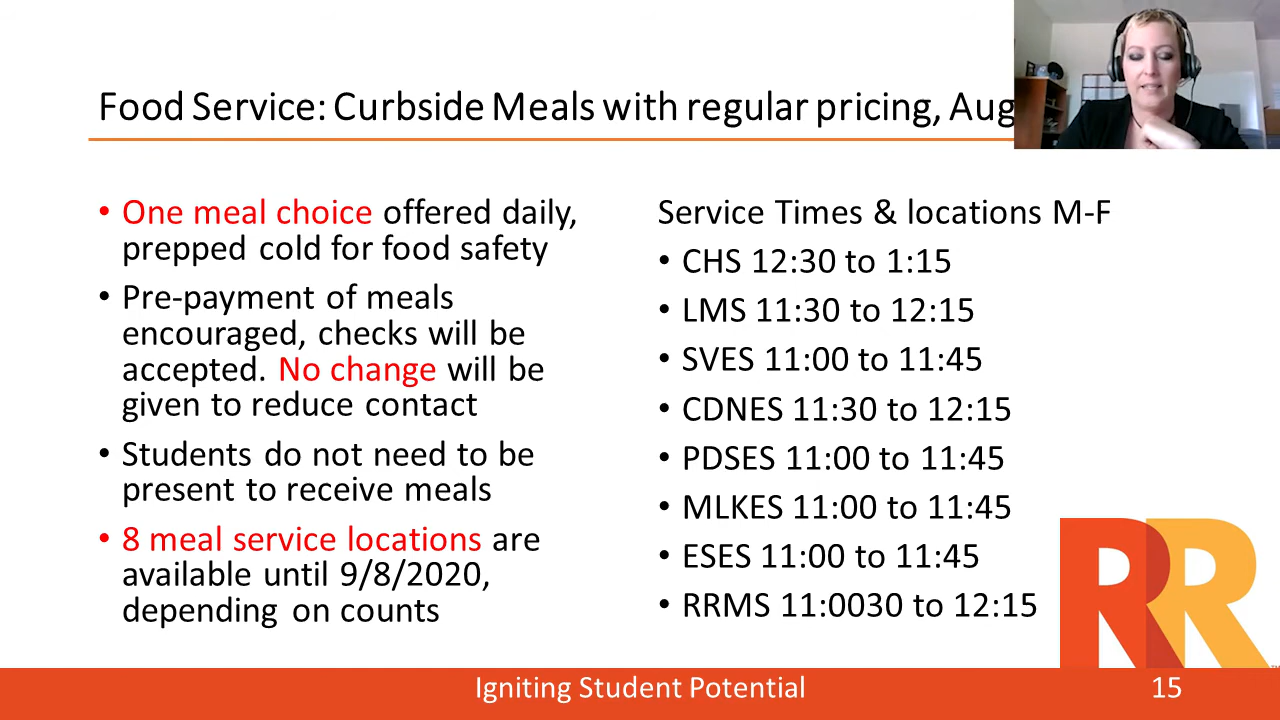 Food Service: Curbside Meals with regular pricing, Aug
• One meal choice offered daily,
prepped cold for food safety
• Pre-payment of meals
encouraged, checks will be
accepted. No change will be
given to reduce contact
• Students do not need to be
present to receive meals
• 8 meal service locations are
available until 9/8/2020,
depending on counts
Service Times & locations M-F
• CHS 12:30 to 1:15
• LMS 11:30 to 12:15
• SVES 11:00 to 11:45
• CDNES 11:30 to 12:15
• PDSES 11:00 to 11:45
• MLKES 11:00 to 11:45
• ESES 11:00 to 11:45
• RRMS 11:0030 to 12:15
RR
Igniting Student Potential
15